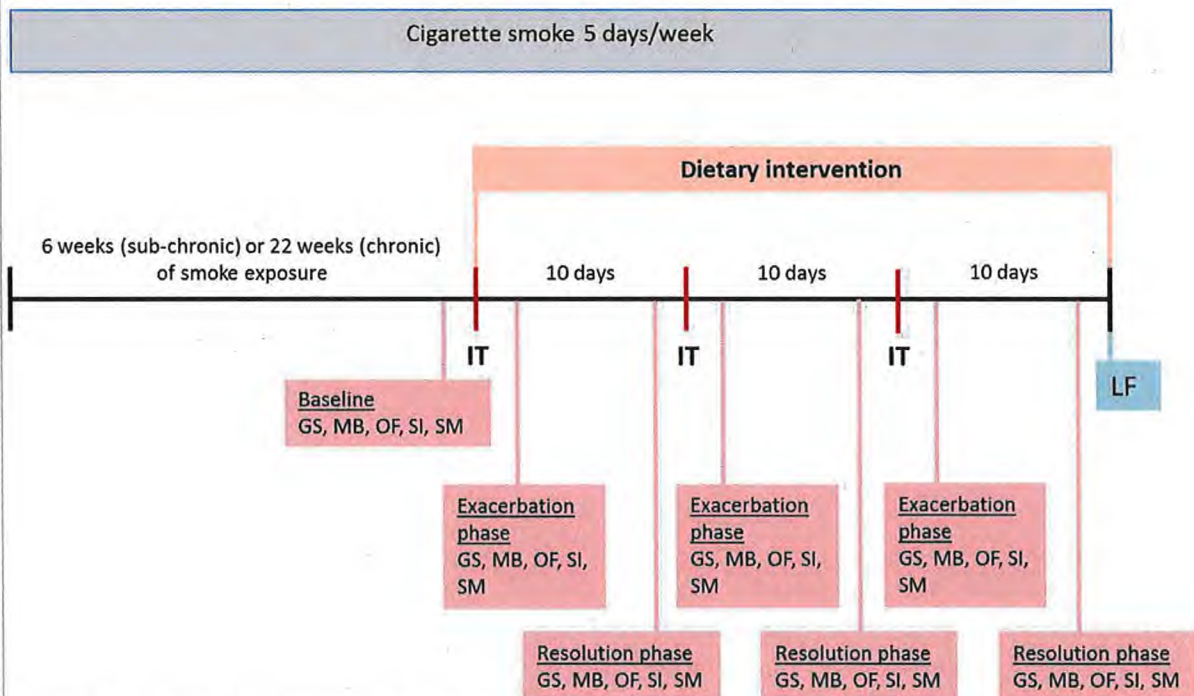 Cigarette smoke 5 days/week
Dietary intervention
6 weeks (sub-chronic) or 22 weeks (chronic)
of smoke exposure
10 days
10 days
10 days
IT
IT
IT
LF
Baseline
GS, MB, OF, SI, SM
Exacerbation
phase
GS, MB, OF, SI,
SM
Exacerbation
phase
GS, MB, OF, SI,
SM
Exacerbation
phase
GS, MB, OF, SI,
SM
Resolution phase
GS, MB, OF, SI, SM
Resolution phase
GS, MB, OF, SI, SM
Resolution phase
GS, MB, OF, SI, SM